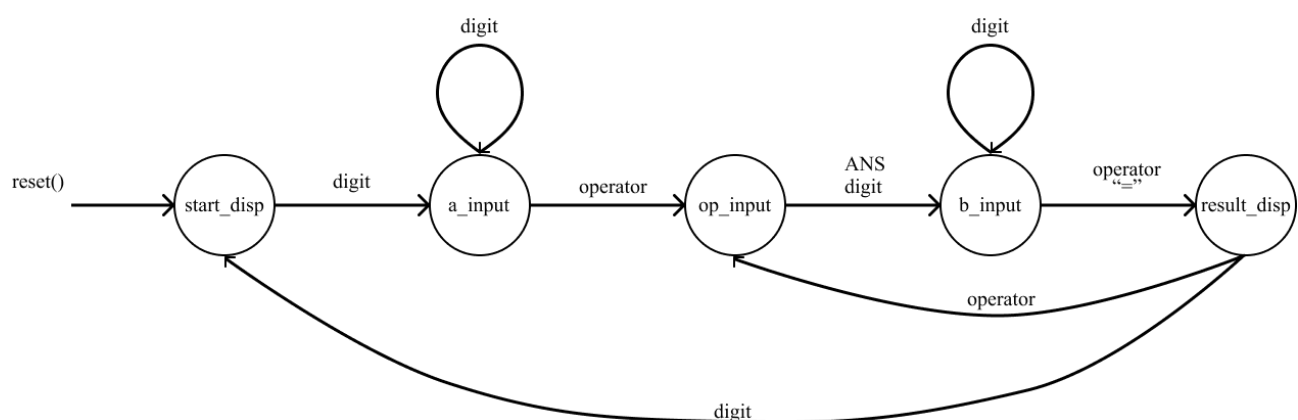 digit
digit
reset()
start_disp
digit
a_input
operator
op_input
ANS
digit
b_input
operator
“=”
result_disp
operator
digit